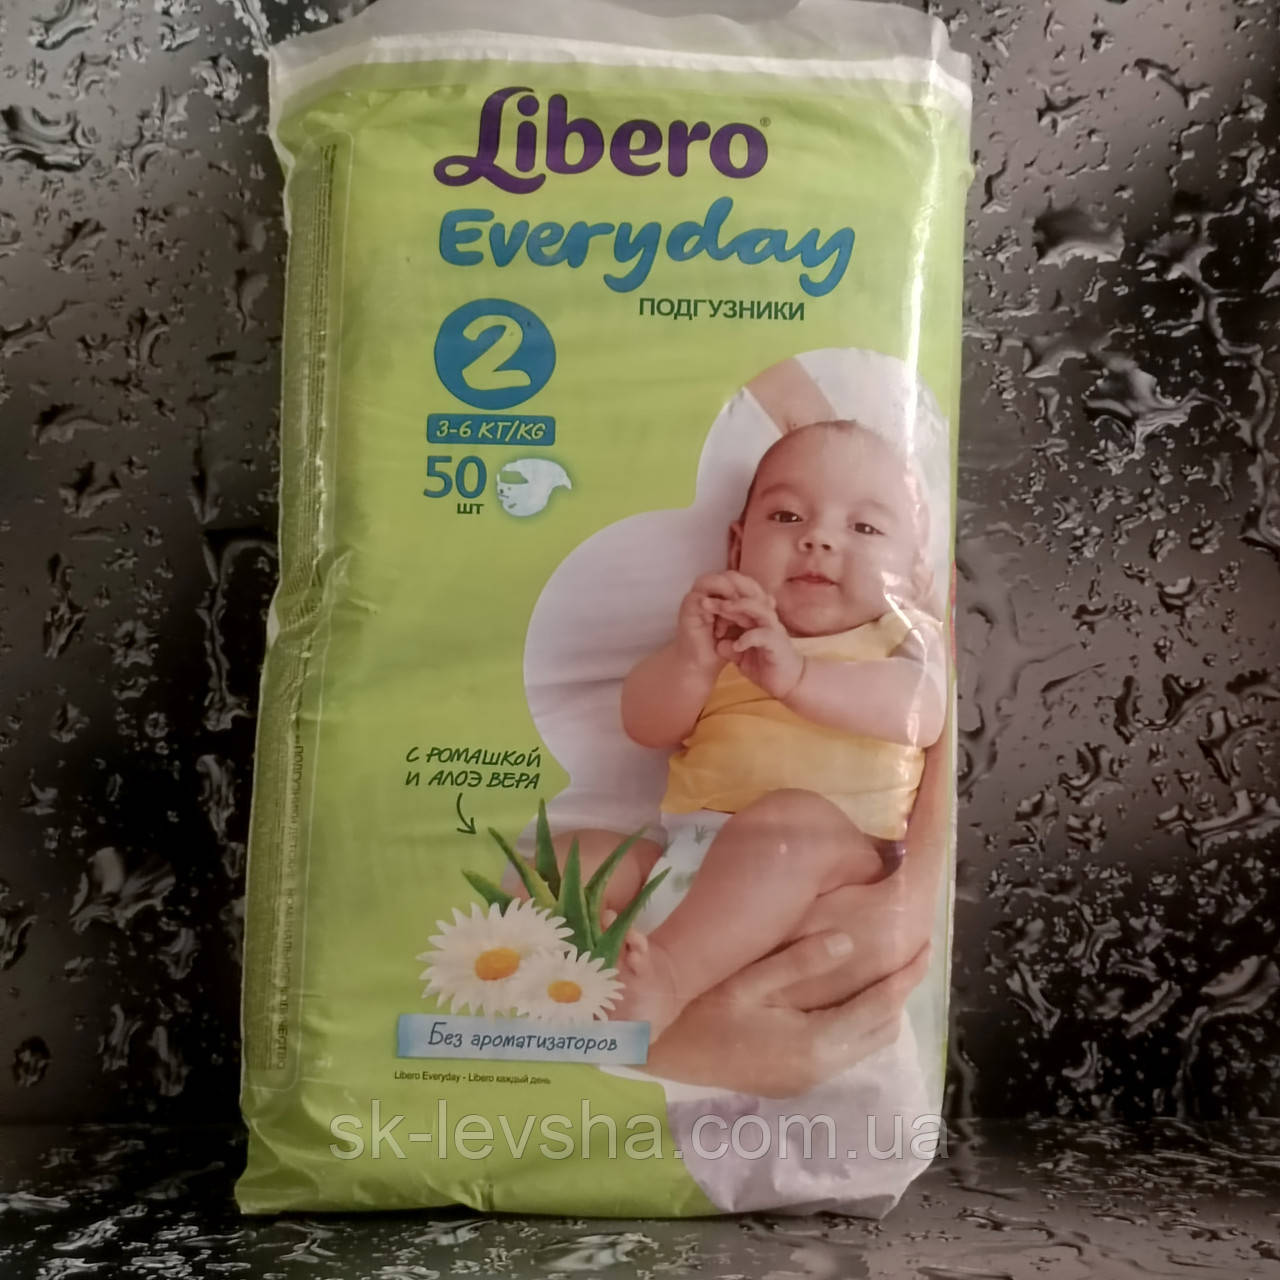 Libero®
Everyday
ПОДГУЗНИКИ
2
3-6 КГ/KG
50
ШТ
С РОМАШКОЙ
И АЛОЭ ВЕРА
Без ароматизаторов
Libero Everyday - Libero каждый день
sk-levsha.com.ua